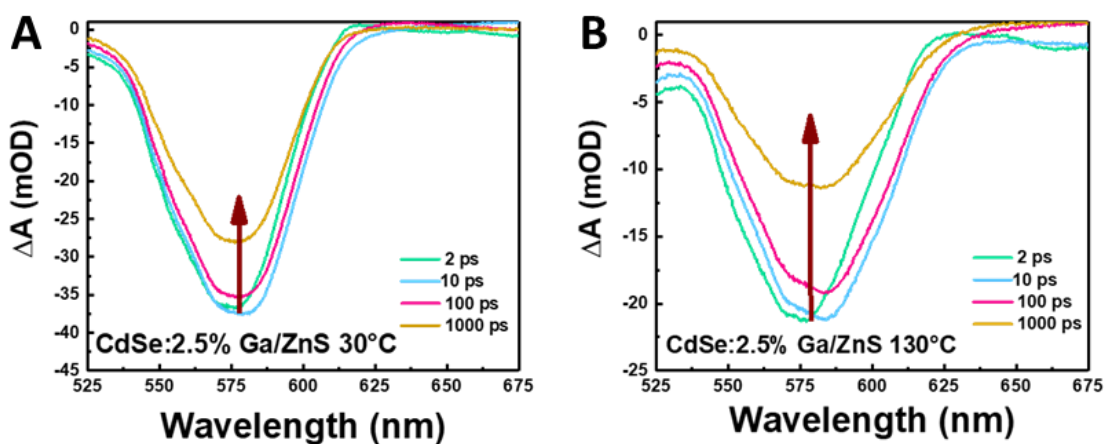 A
ΔA (mOD)
0
-5
-10
-15
-20
-25
-30
-35
-40
-45
2 ps
10 ps
100 ps
1000 ps
CdSe:2.5% Ga/ZnS 30°C
525 550 575 600 625 650 675
Wavelength (nm)
B
ΔA (mOD)
0
-5
-10
-15
-20
-25
2 ps
10 ps
100 ps
1000 ps
CdSe:2.5% Ga/ZnS 130°C
525 550 575 600 625 650 675
Wavelength (nm)